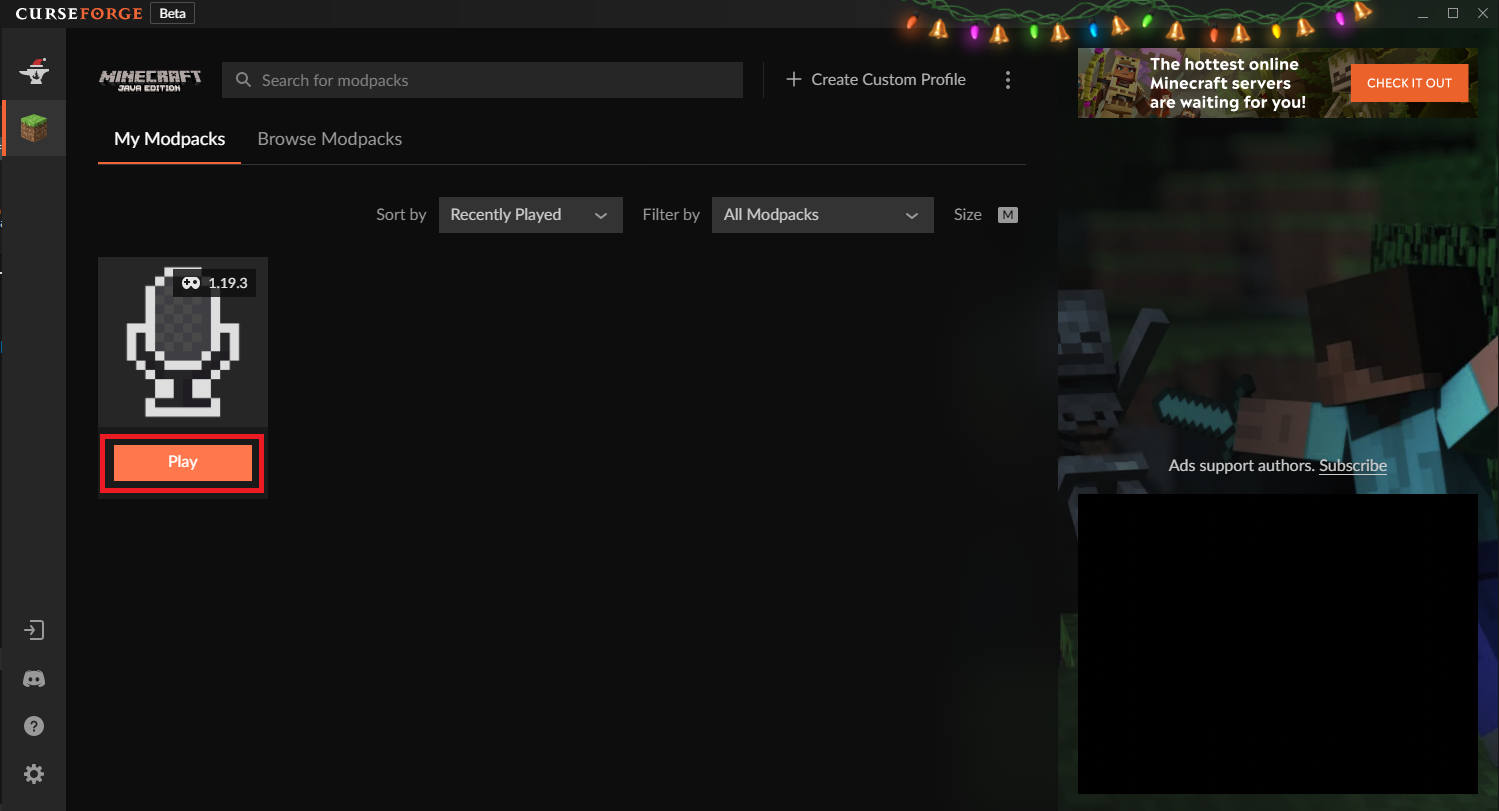 CURSEFORGE Beta
MINECRAFT
JAVA EDITION
Search for modpacks
Create Custom Profile
The hottest online
Minecraft servers
are waiting for you!
CHECK IT OUT
My Modpacks
Browse Modpacks
Sort by
Recently Played
Filter by
All Modpacks
Size
M
1.19.3
Play
Ads support authors. Subscribe